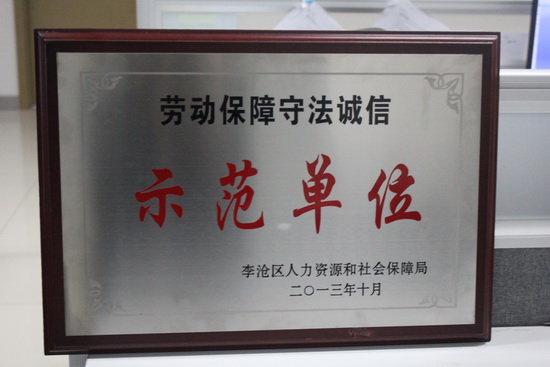 劳动保障守法诚信
示范单位
李沧区人力资源和社会保障局
二〇一三年十月